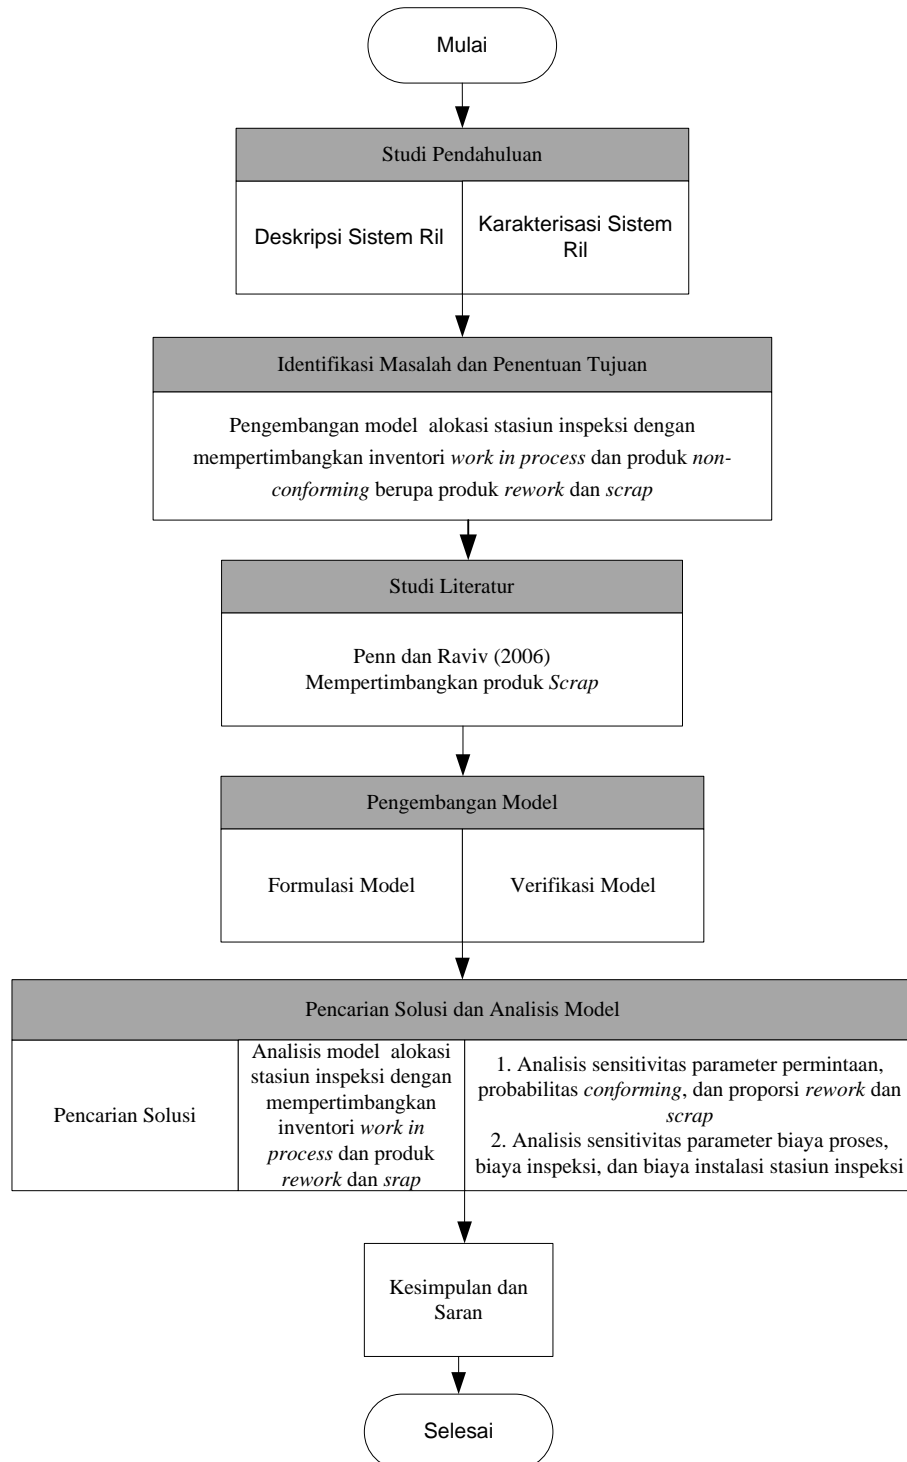 Mulai
Studi Pendahuluan
Deskripsi Sistem Ril
Karakterisasi Sistem
Ril
Identifikasi Masalah dan Penentuan Tujuan
Pengembangan model alokasi stasiun inspeksi dengan
mempertimbangkan inventori work in process dan produk non-
conforming berupa produk rework dan scrap
Studi Literatur
Penn dan Raviv (2006)
Mempertimbangkan produk Scrap
Pengembangan Model
Formulasi Model
Verifikasi Model
Pencarian Solusi dan Analisis Model
Pencarian Solusi
Analisis model alokasi
stasiun inspeksi dengan
mempertimbangkan
inventori work in
process dan produk
rework dan srap
1. Analisis sensitivitas parameter permintaan,
probabilitas conforming, dan proporsi rework dan
scrap
2. Analisis sensitivitas parameter biaya proses,
biaya inspeksi, dan biaya instalasi stasiun inspeksi
Kesimpulan dan
Saran
Selesai